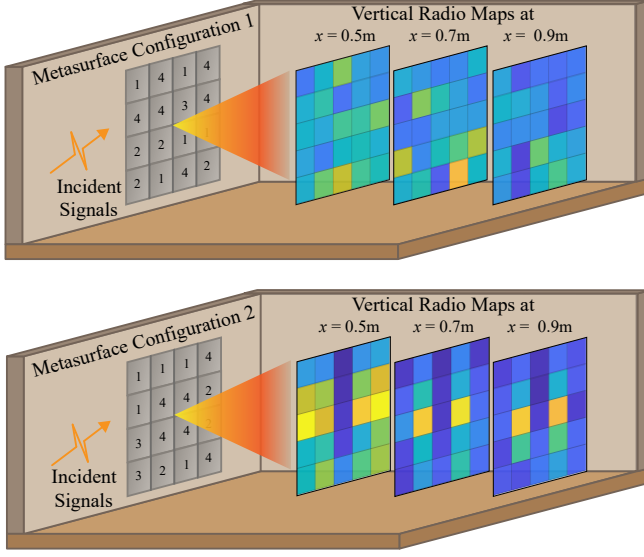 Metasurface Configuration 1
Vertical Radio Maps at
x = 0.5m x = 0.7m x = 0.9m
1 4 1 4
4 4 3 4
2 2 1 1
2 1 4 2
Incident
Signals
Metasurface Configuration 2
Vertical Radio Maps at
x = 0.5m x = 0.7m x = 0.9m
1 1 1 4
1 4 4 2
3 4 4 2
3 2 1 4
Incident
Signals